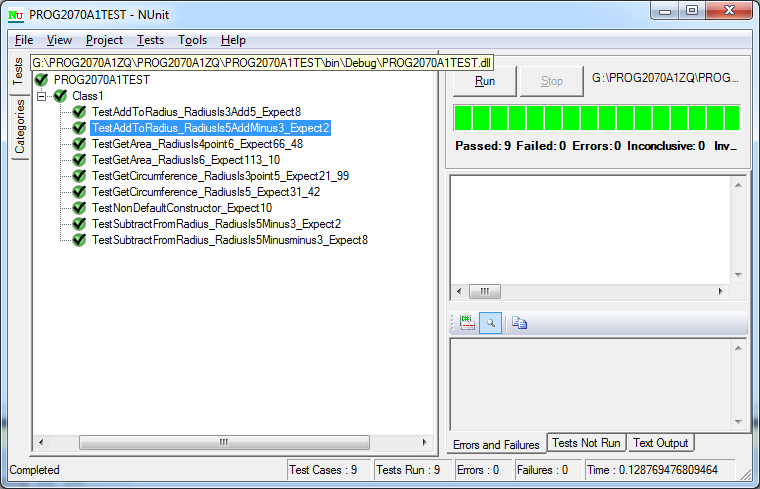 NU PROG2070A1TEST - NUnit
File View Project Tests Tools Help
G:\PROG2070A1ZQ\PROG2070A1ZQ\PROG2070A1TEST\bin\Debug\PROG2070A1TEST.dll
Tests
Categories
PROG2070A1TEST
Class1
TestAddToRadius_RadiusIs3Add5_Expect8
TestAddToRadius_RadiusIs5AddMinus3_Expect2
TestGetArea_RadiusIs4point6_Expect66_48
TestGetArea_RadiusIs6_Expect113_10
TestGetCircumference_RadiusIs3point5_Expect21_99
TestGetCircumference_RadiusIs5_Expect31_42
TestNonDefaultConstructor_Expect10
TestSubtractFromRadius_RadiusIs5Minus3_Expect2
TestSubtractFromRadius_RadiusIs5Minusminus3_Expect8
Run Stop G:\PROG2070A1ZQ\PROG...
Passed: 9 Failed: 0 Errors: 0 Inconclusive: 0 Inv...
Errors and Failures Tests Not Run Text Output
Completed Test Cases : 9 Tests Run : 9 Errors : 0 Failures : 0 Time : 0.128769476809464